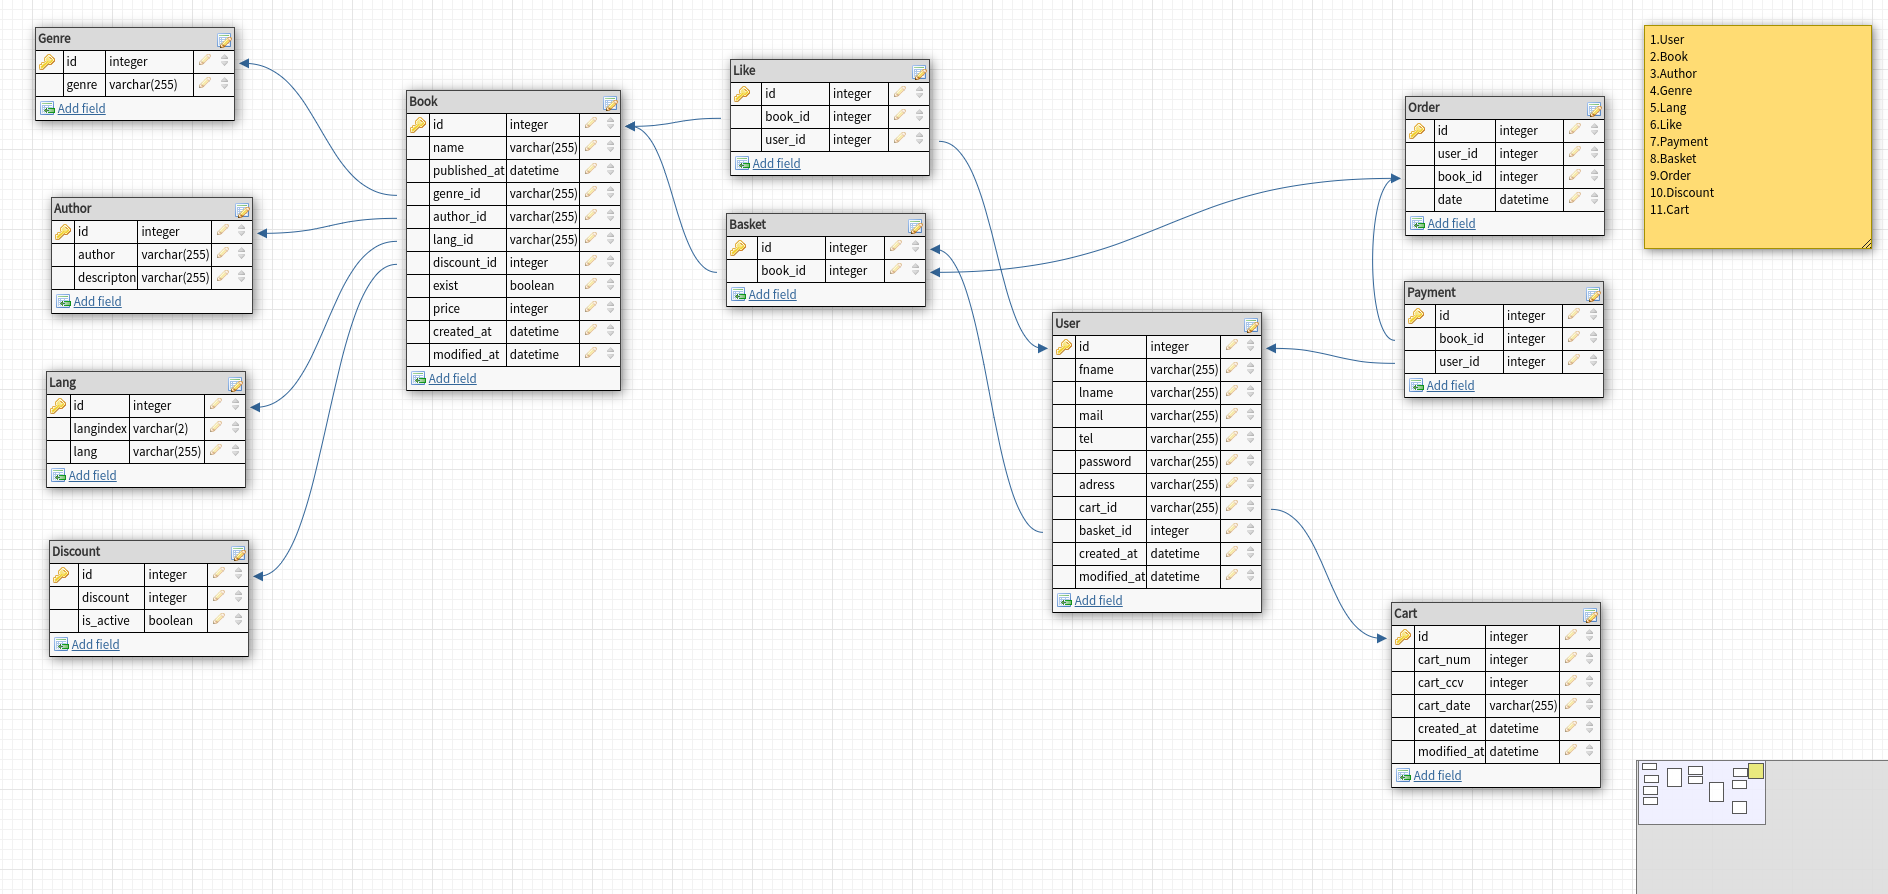 Genre
id integer
genre varchar(255)
Add field
Author
id integer
author varchar(255)
descripton varchar(255)
Add field
Lang
id integer
langindex varchar(2)
lang varchar(255)
Add field
Discount
id integer
discount integer
is_active boolean
Add field
Book
id integer
name varchar(255)
published_at datetime
genre_id varchar(255)
author_id varchar(255)
lang_id varchar(255)
discount_id integer
exist boolean
price integer
created_at datetime
modified_at datetime
Add field
Like
id integer
book_id integer
user_id integer
Add field
Basket
id integer
book_id integer
Add field
User
id integer
fname varchar(255)
lname varchar(255)
mail varchar(255)
tel varchar(255)
password varchar(255)
adress varchar(255)
cart_id varchar(255)
basket_id integer
created_at datetime
modified_at datetime
Add field
Order
id integer
user_id integer
book_id integer
date datetime
Add field
Payment
id integer
book_id integer
user_id integer
Add field
Cart
id integer
cart_num integer
cart_ccv integer
cart_date varchar(255)
created_at datetime
modified_at datetime
Add field
1.User
2.Book
3.Author
4.Genre
5.Lang
6.Like
7.Payment
8.Basket
9.Order
10.Discount
11.Cart